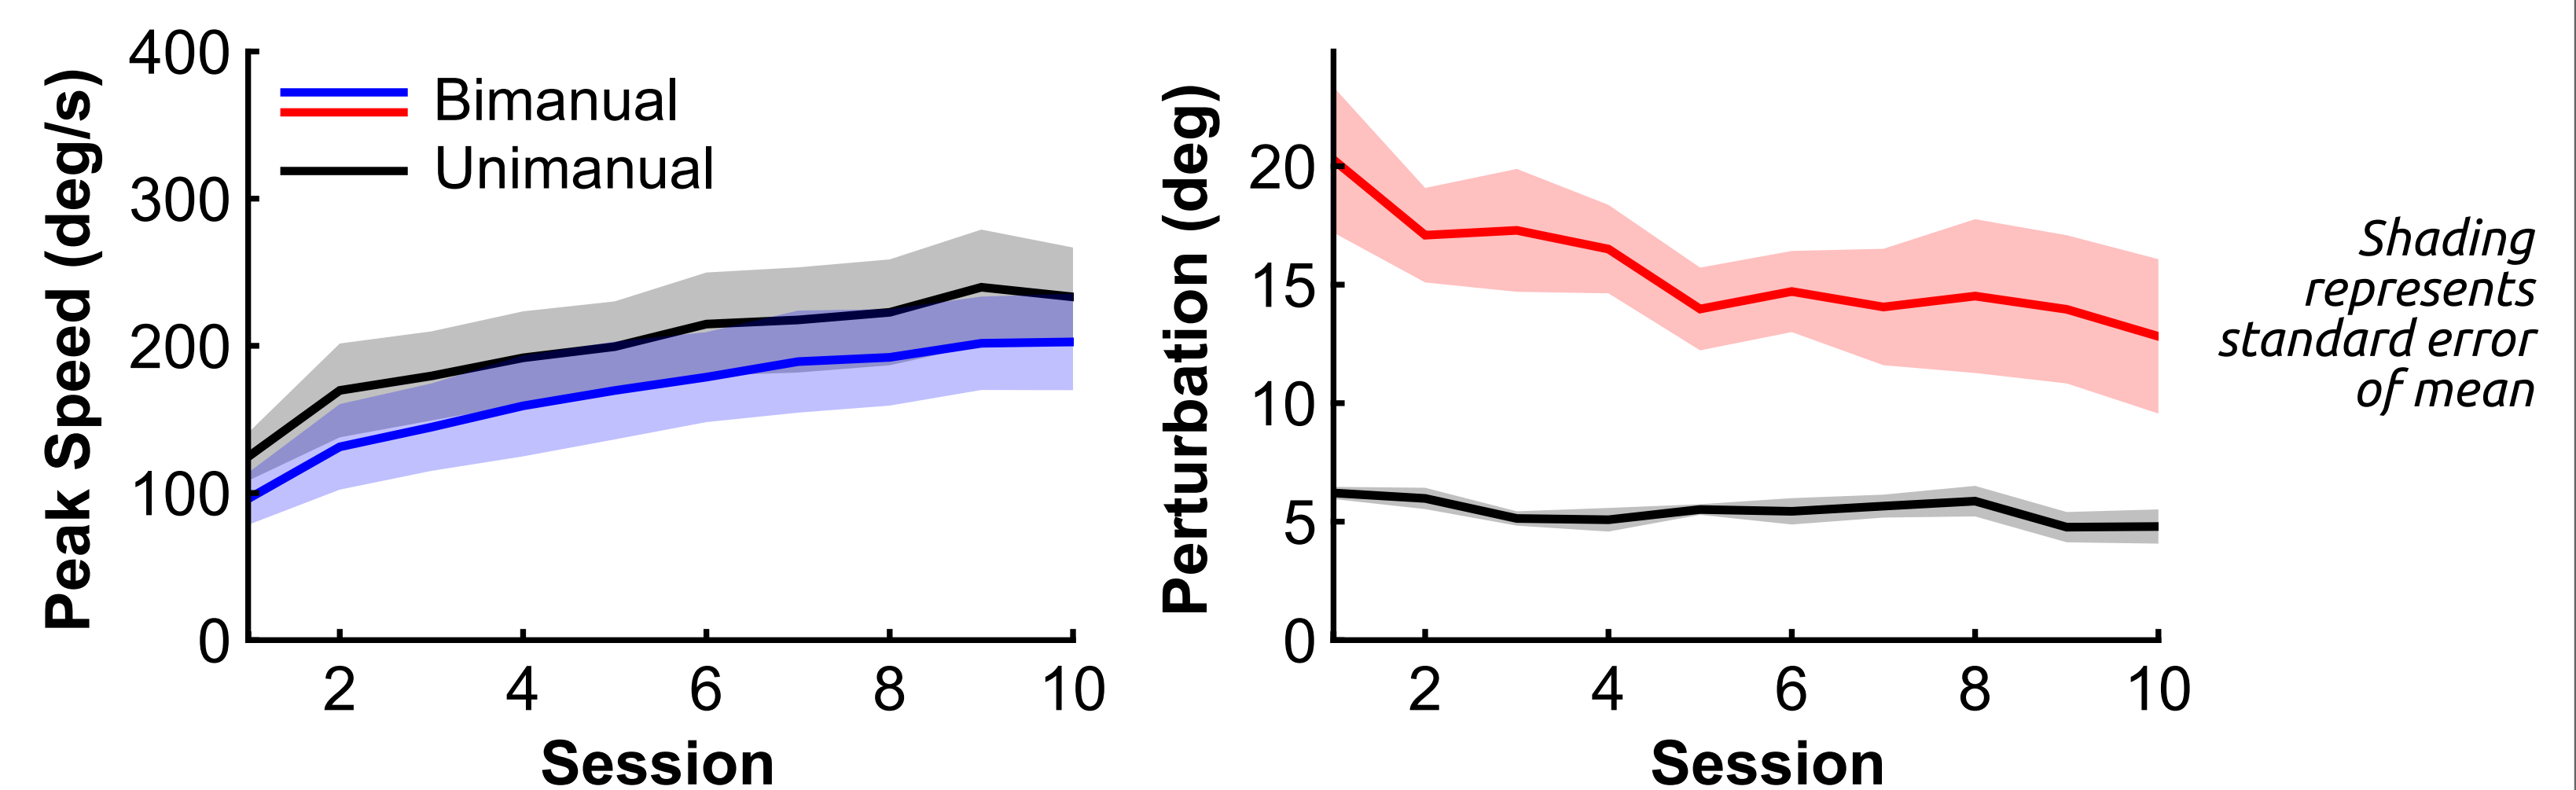 Peak Speed (deg/s)
400
300
200
100
0
Bimanual
Unimanual
2 4 6 8 10
Session
Perturbation (deg)
20
15
10
5
0
2 4 6 8 10
Session
Shading
represents
standard error
of mean